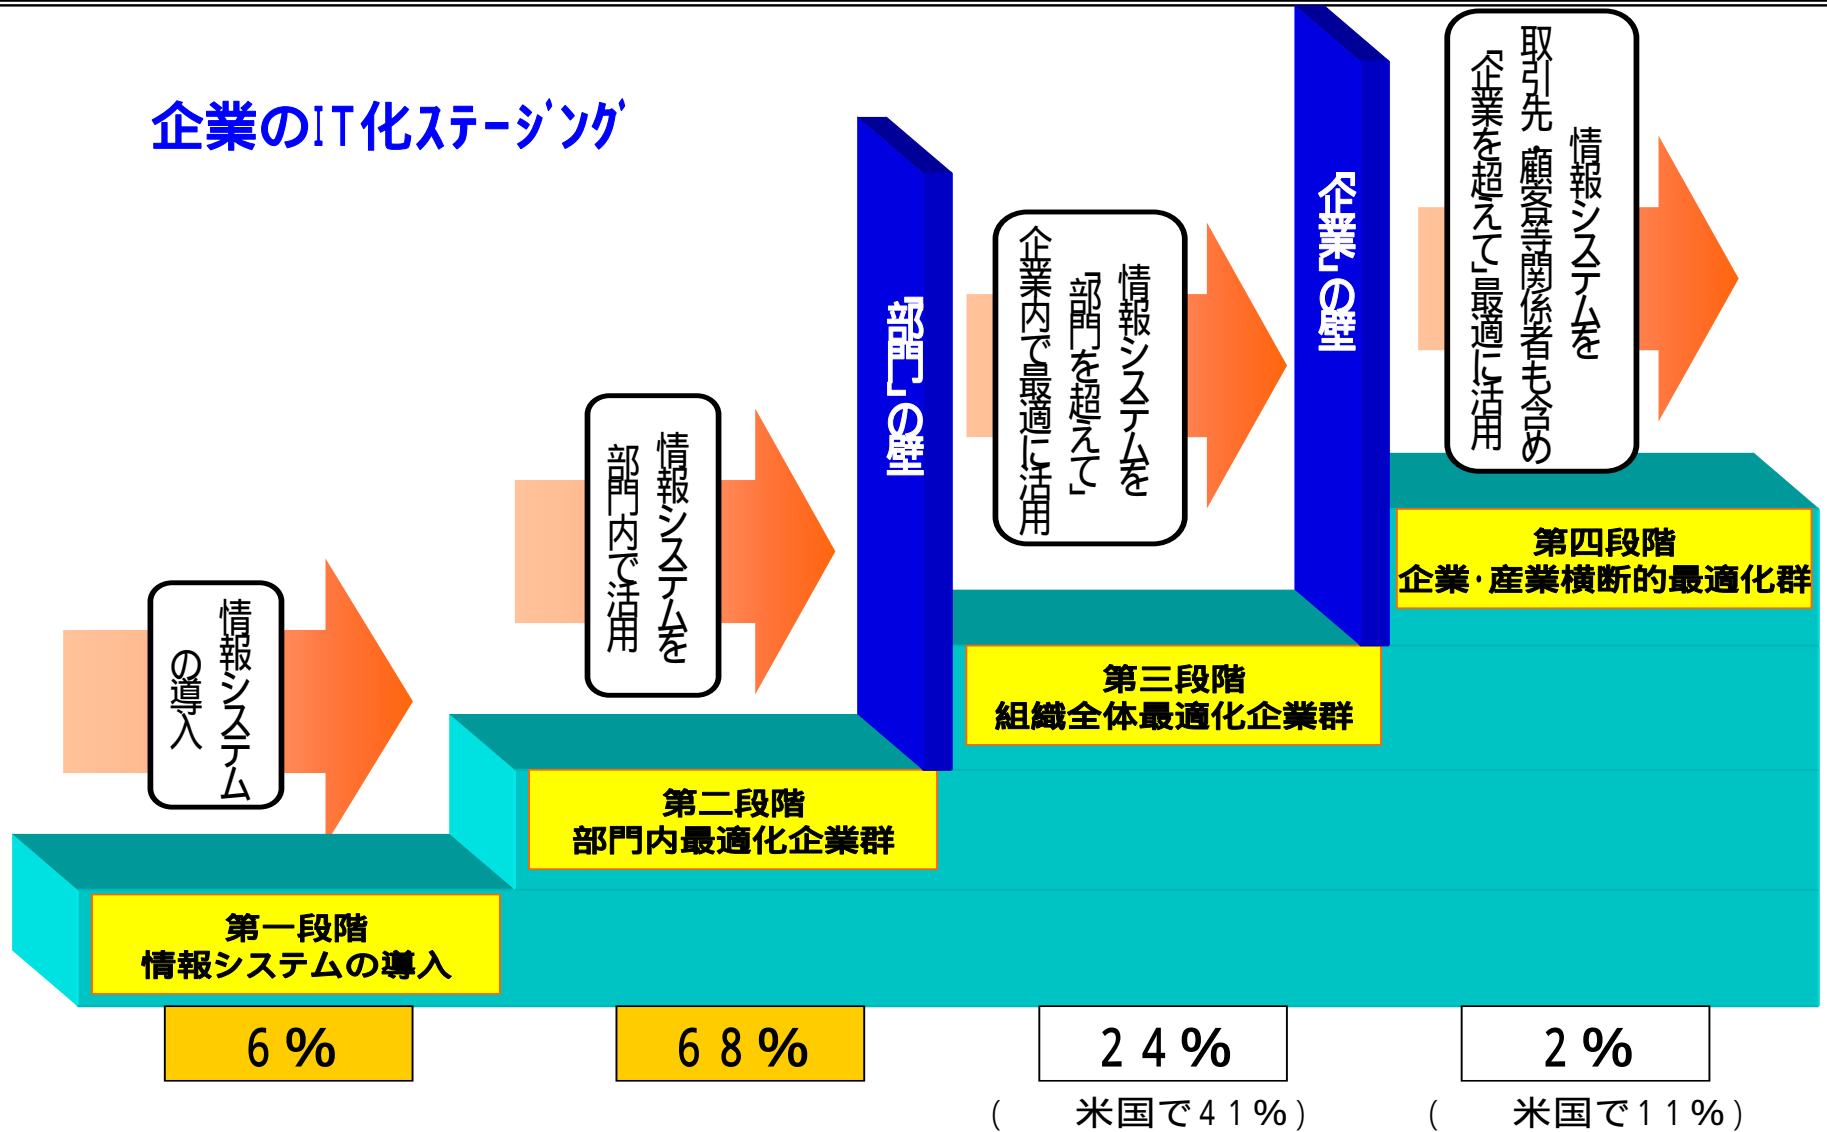 企業のIT化ステージング
情報システム
の導入
情報システムを
部門内で活用
「部門」の壁
情報システムを
「部門を超えて」
企業内で最適に活用
「企業」の壁
情報システムを
取引先・顧客等関係者も含め
「企業を超えて」最適に活用
第四段階
企業・産業横断的最適化群
第三段階
組織全体最適化企業群
第二段階
部門内最適化企業群
第一段階
情報システムの導入
6%
68%
24%
2%
(　米国で41%)
(　米国で11%)